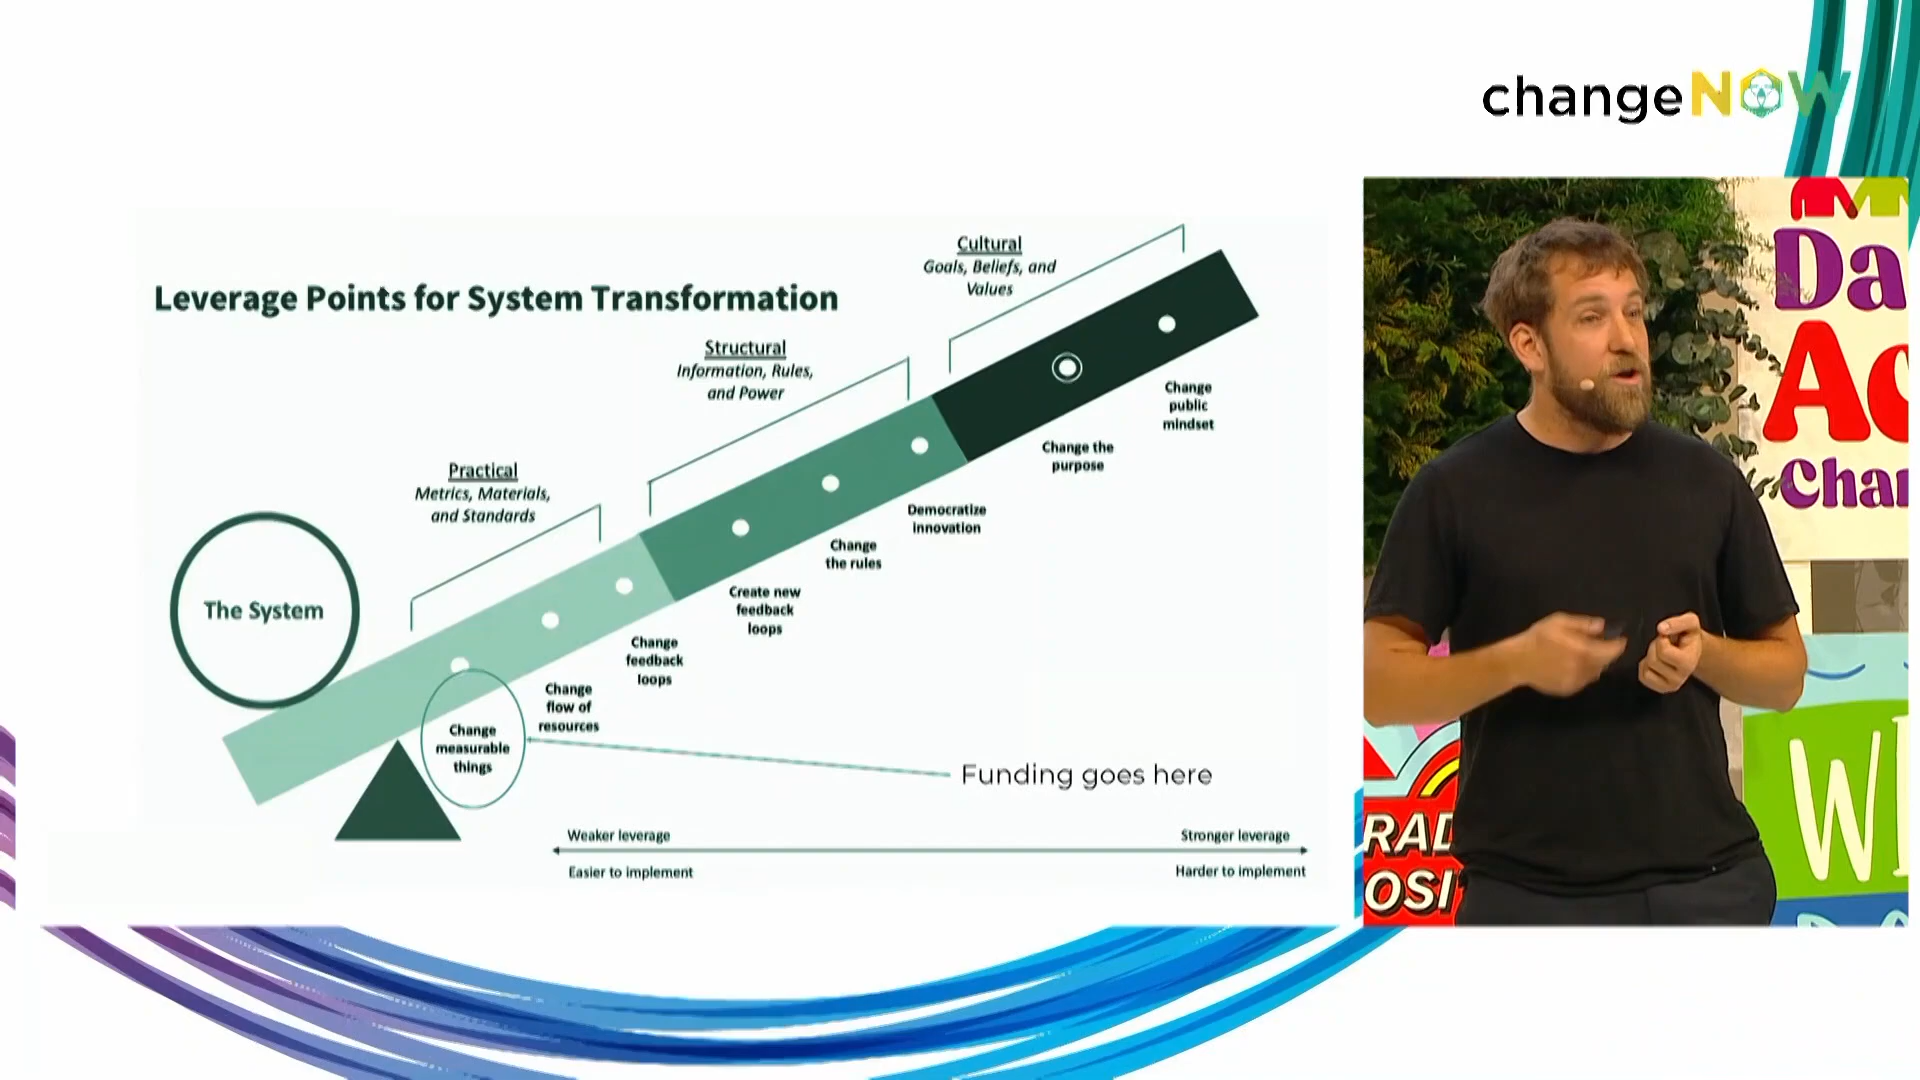 changeNOW
Leverage Points for System Transformation
Cultural
Goals, Beliefs, and
Values
Structural
Information, Rules,
and Power
Practical
Metrics, Materials,
and Standards
The System
Change
measurable
things
Change
flow of
resources
Change
feedback
loops
Create new
feedback
loops
Change
the rules
Democratize
innovation
Change the
purpose
Change
public
mindset
Funding goes here
Weaker leverage
Stronger leverage
Easier to implement
Harder to implement
Da
Ac
Char
RAD
OSI